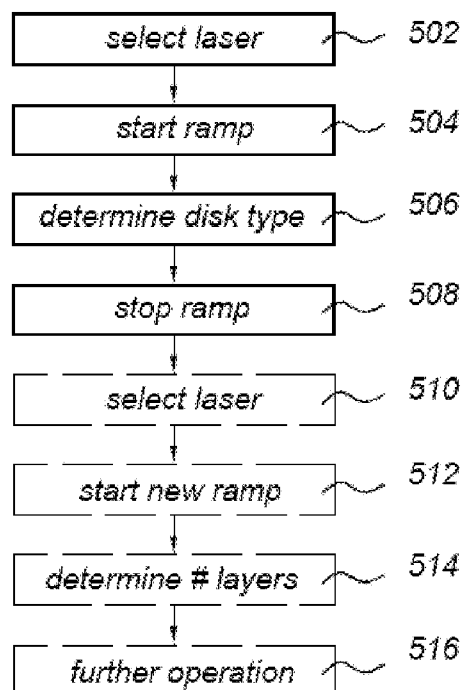 select laser 502
start ramp 504
determine disk type 506
stop ramp 508
select laser 510
start new ramp 512
determine # layers 514
further operation 516